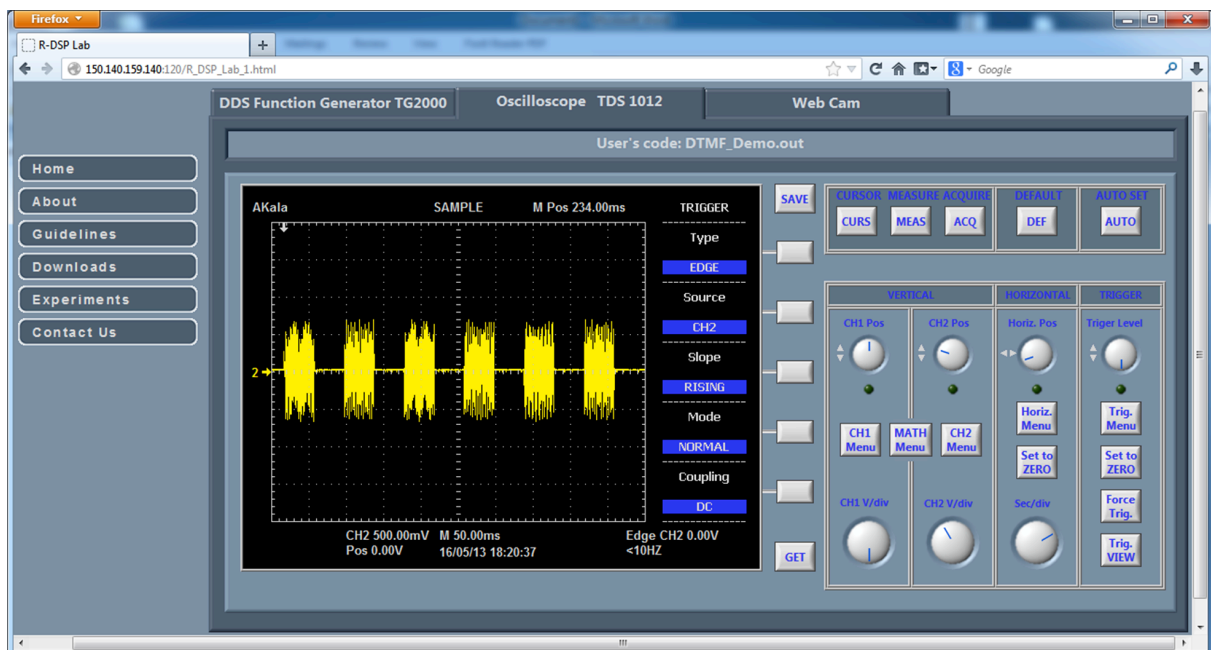 Firefox
R-DSP Lab
+
150.140.159.140:120/R_DSP_Lab_1.html
8 Google
DDS Function Generator TG2000
Oscilloscope TDS 1012
Web Cam
User's code: DTMF_Demo.out
Home
About
Guidelines
Downloads
Experiments
Contact Us
AKala SAMPLE M Pos 234.00ms TRIGGER
Type
EDGE
Source
CH2
Slope
RISING
Mode
NORMAL
Coupling
DC
2
CH2 500.00mV M 50.00ms Edge CH2 0.00V
Pos 0.00V 16/05/13 18:20:37 <10HZ
SAVE
GET
CURSOR MEASURE ACQUIRE DEFAULT AUTO SET
CURS MEAS ACQ DEF AUTO
VERTICAL HORIZONTAL TRIGGER
CH1 Pos CH2 Pos Horiz. Pos Triger Level
CH1 Menu
MATH Menu
CH2 Menu
Horiz. Menu
Trig. Menu
Set to ZERO
Set to ZERO
CH1 V/div CH2 V/div Sec/div
Force Trig.
Trig. VIEW